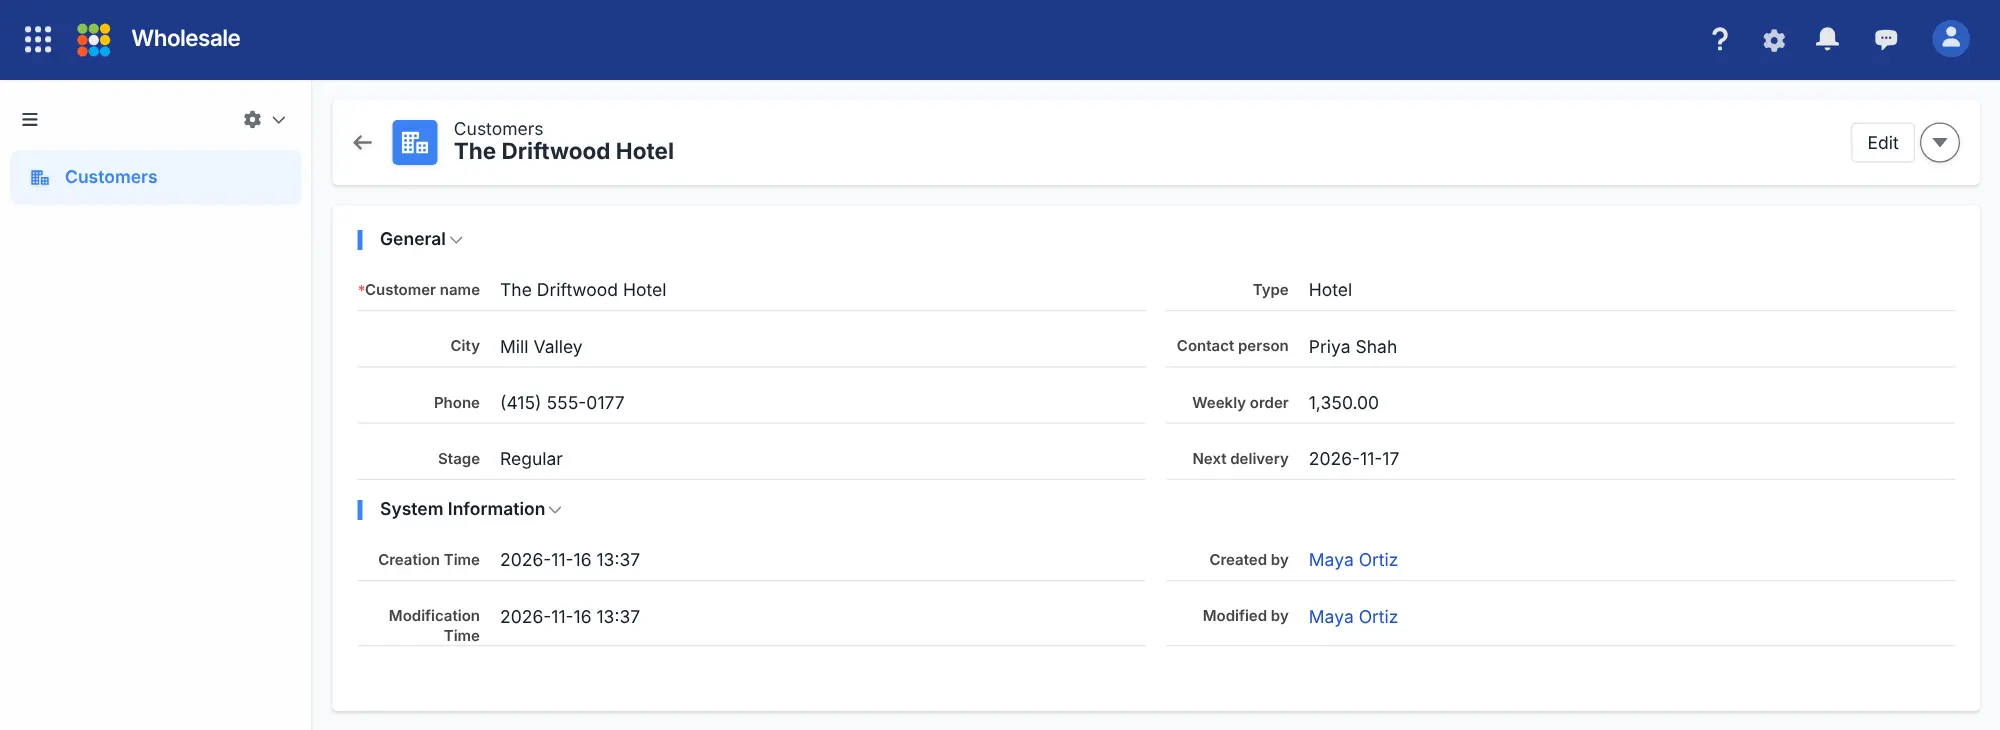 Wholesale
Customers
Customers
The Driftwood Hotel
Edit
General
*Customer name The Driftwood Hotel
Type Hotel
City Mill Valley
Contact person Priya Shah
Phone (415) 555-0177
Weekly order 1,350.00
Stage Regular
Next delivery 2026-11-17
System Information
Creation Time 2026-11-16 13:37
Created by Maya Ortiz
Modification
Time
2026-11-16 13:37
Modified by Maya Ortiz